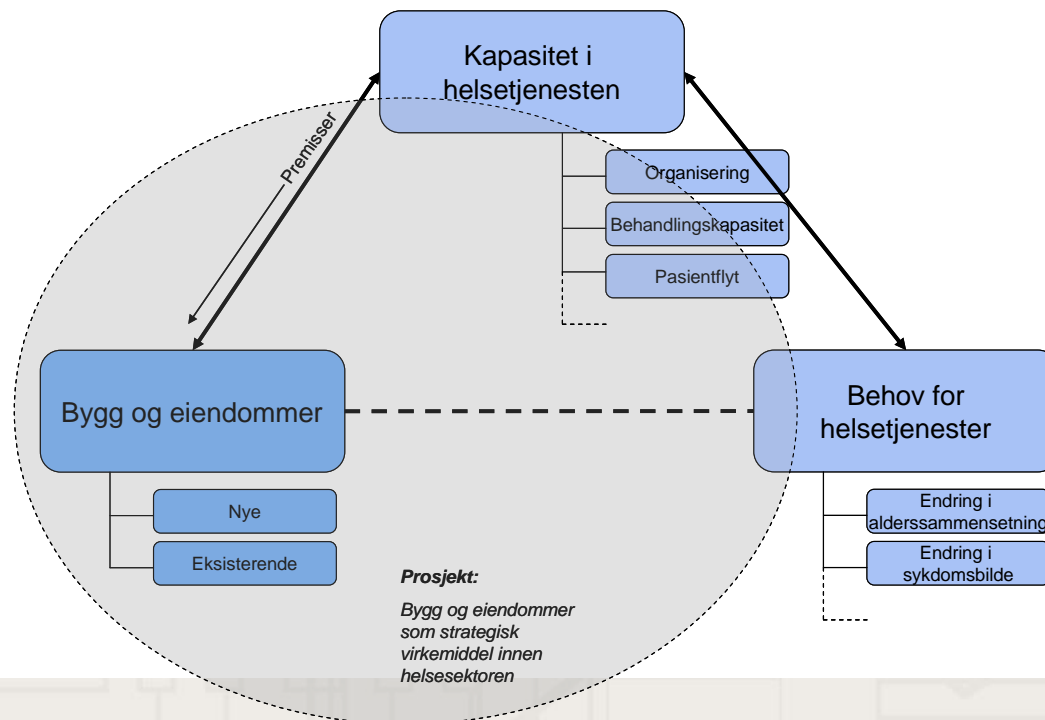 Kapasitet i
helsetjenesten
Premisser
Organisering
Behandlingskapasitet
Pasientflyt
Bygg og eiendommer
Behov for
helsetjenester
Nye
Eksisterende
Endring i
alderssammensetning
Endring i
sykdomsbilde
Prosjekt:
Bygg og eiendommer
som strategisk
virkemiddel innen
helsesektoren